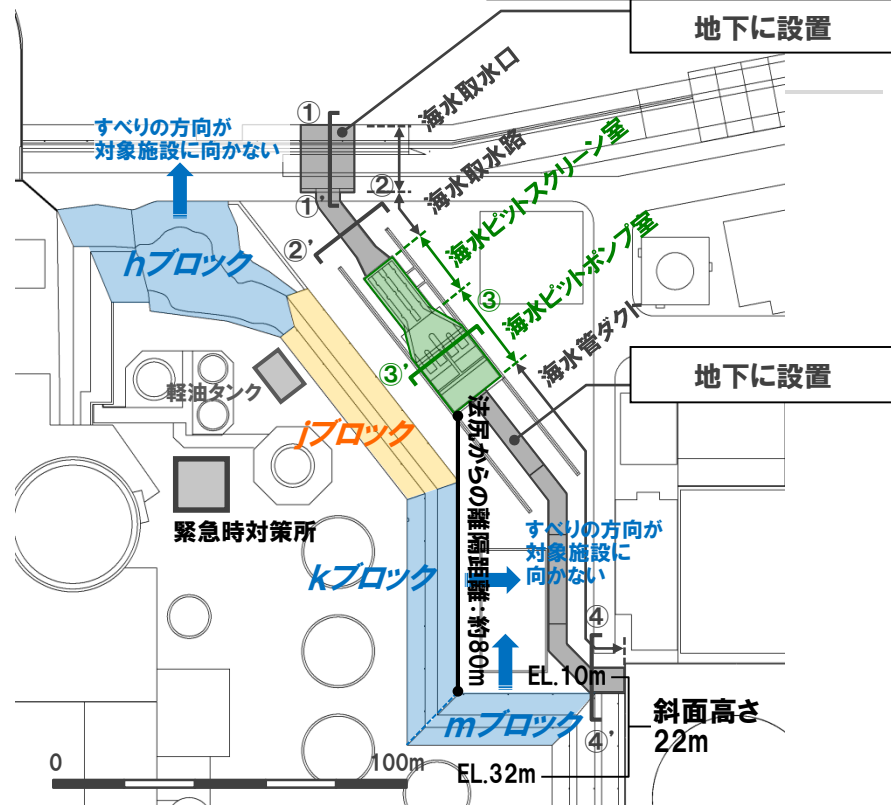 地下に設置
海水取水口
①
すべりの方向が
対象施設に向かない
②
海水取水路
①'
海水ピットスクリーン室
②'
hブロック
海水ピットポンプ室
③
海水管ダクト
地下に設置
③'
軽油タンク
jブロック
法尻からの離隔距離：約80m
緊急時対策所
すべりの方向が
対象施設に
向かない
kブロック
④
EL.10m
斜面高さ
22m
mブロック
④'
0
100m
EL.32m